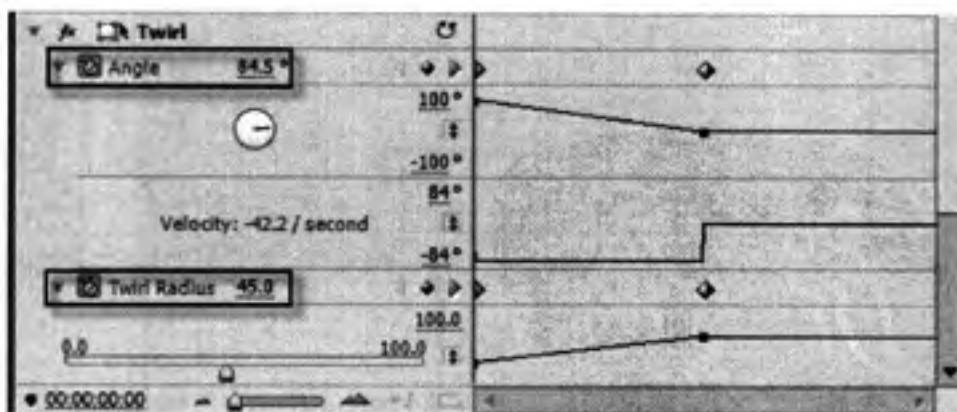 fx Twirl
Angle 84.5 °
100 °
-100 °
84 °
Velocity: -42.2 / second
-84 °
Twirl Radius 45.0
100.0
0.0 100.0
00:00:00:00